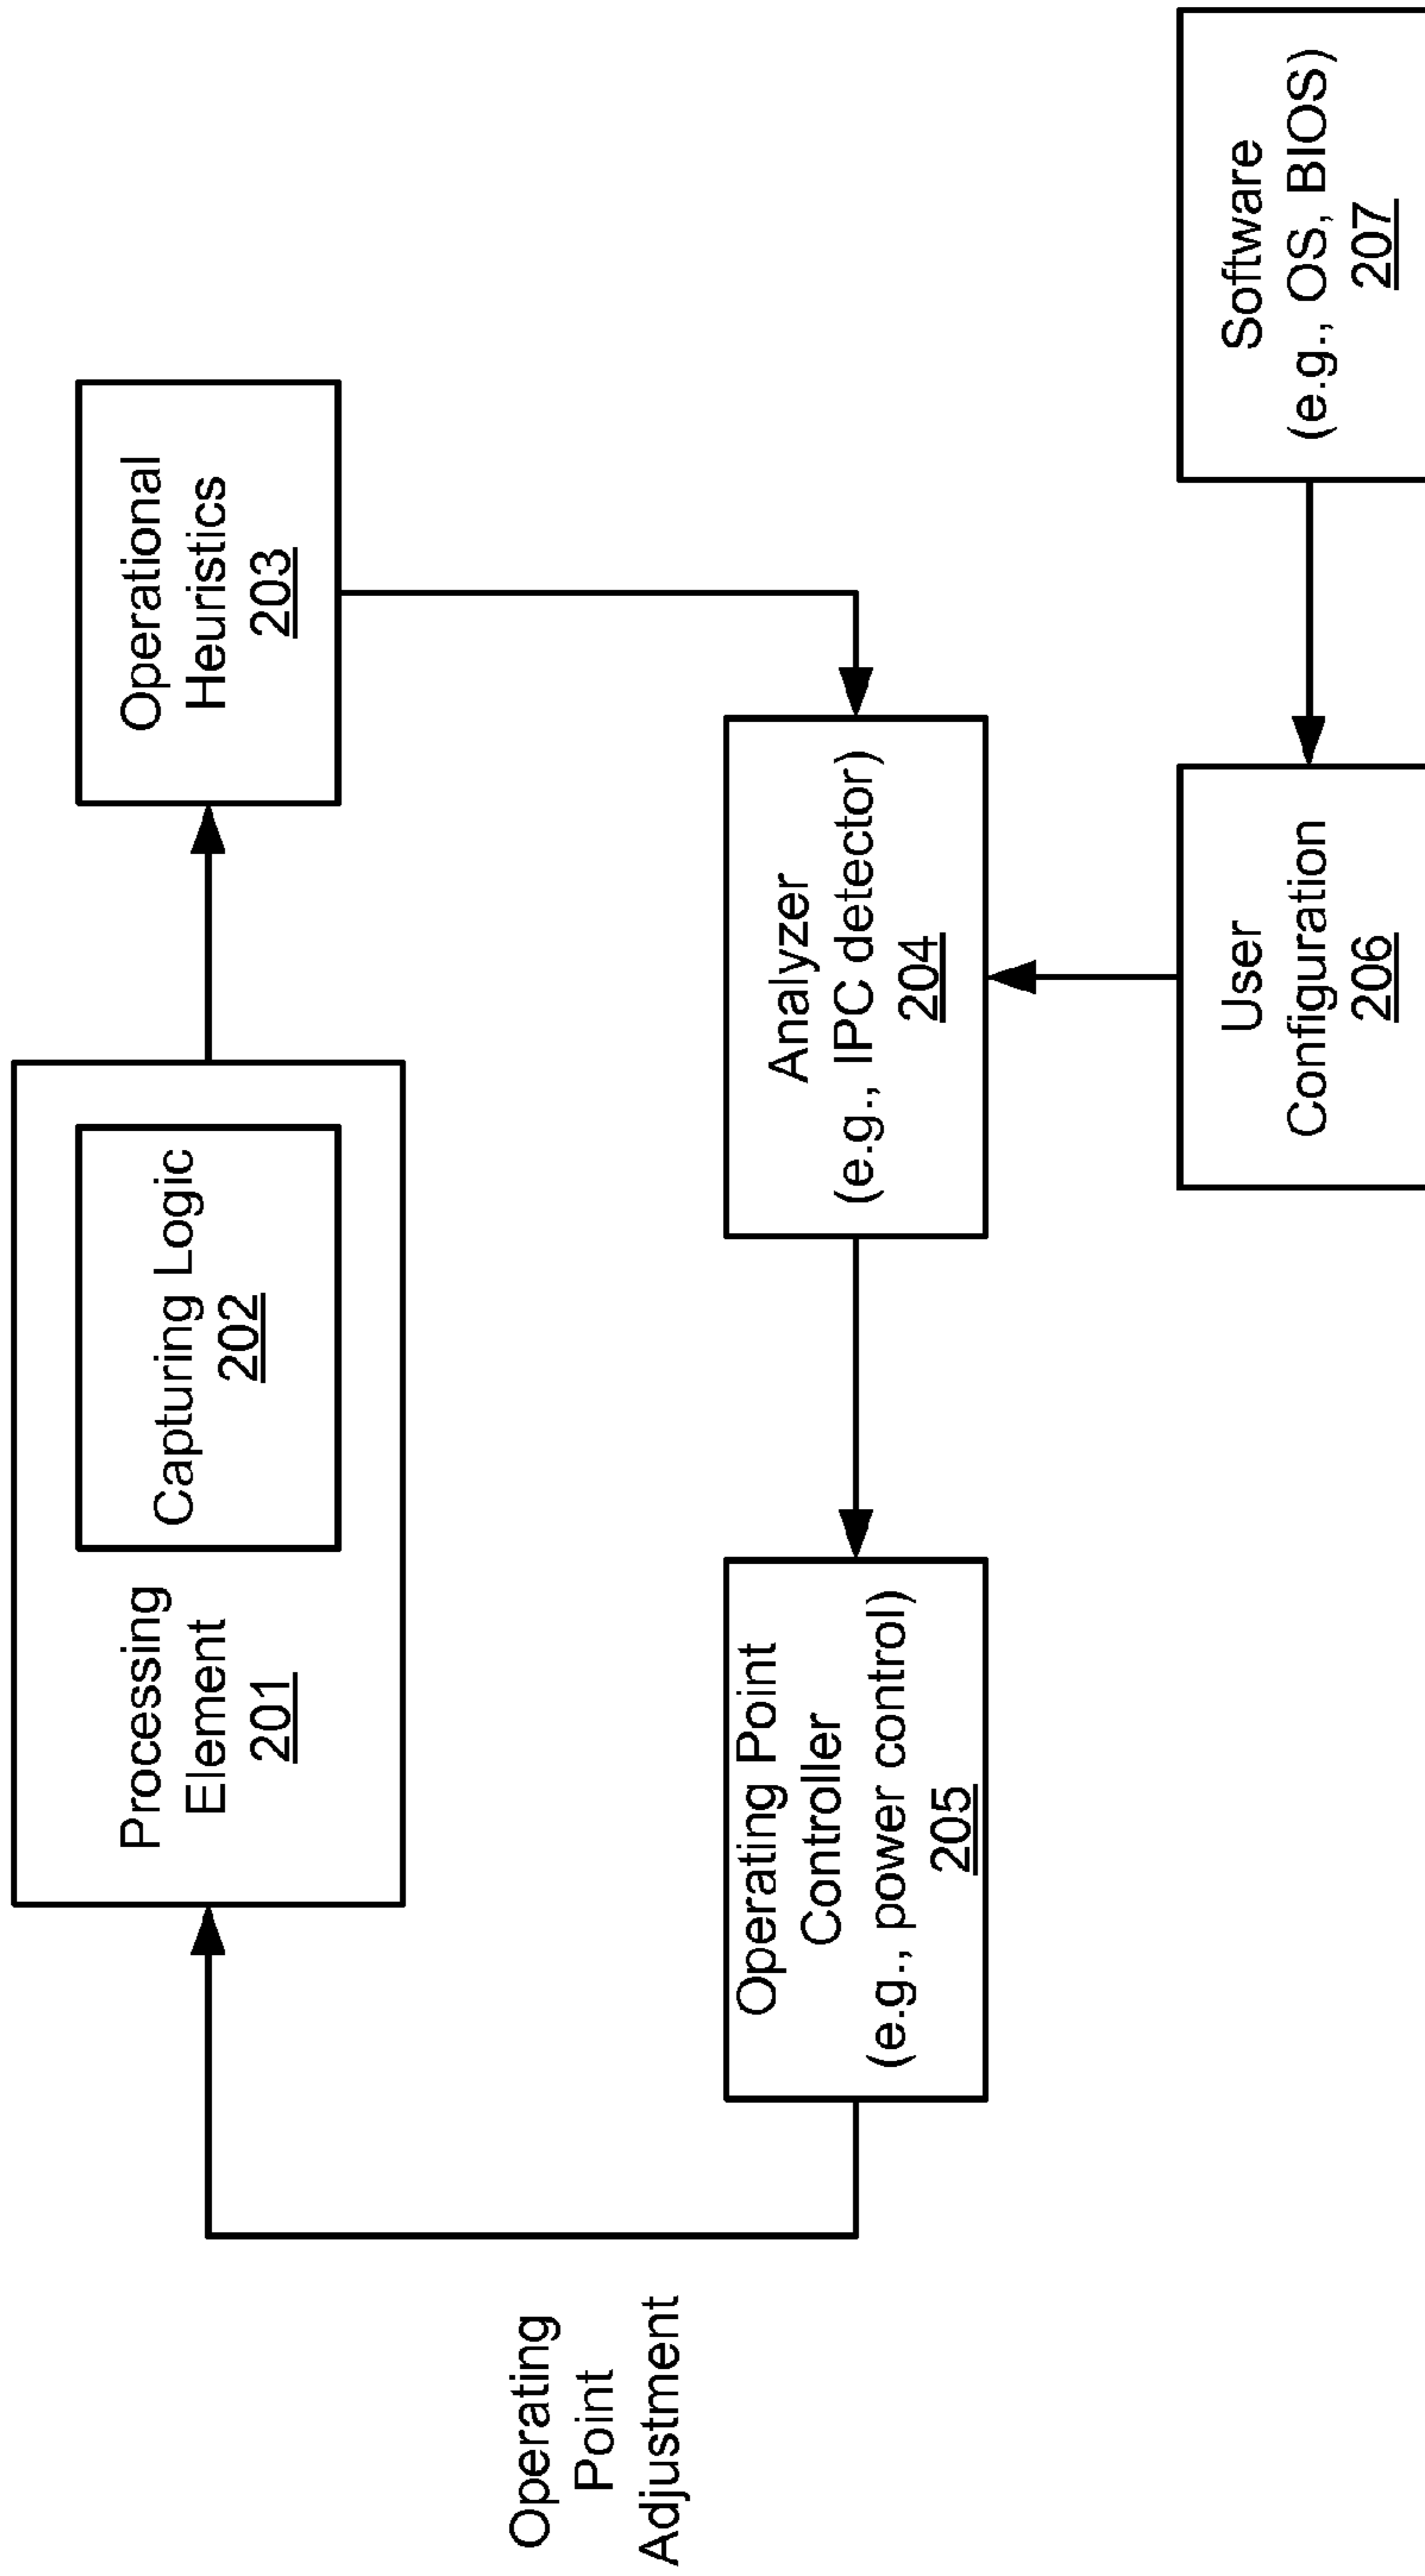 Processing
Element
201
Capturing Logic
202
Operational
Heuristics
203
Operating
Point
Adjustment
Operating Point
Controller
(e.g., power control)
205
Analyzer
(e.g., IPC detector)
204
User
Configuration
206
Software
(e.g., OS, BIOS)
207